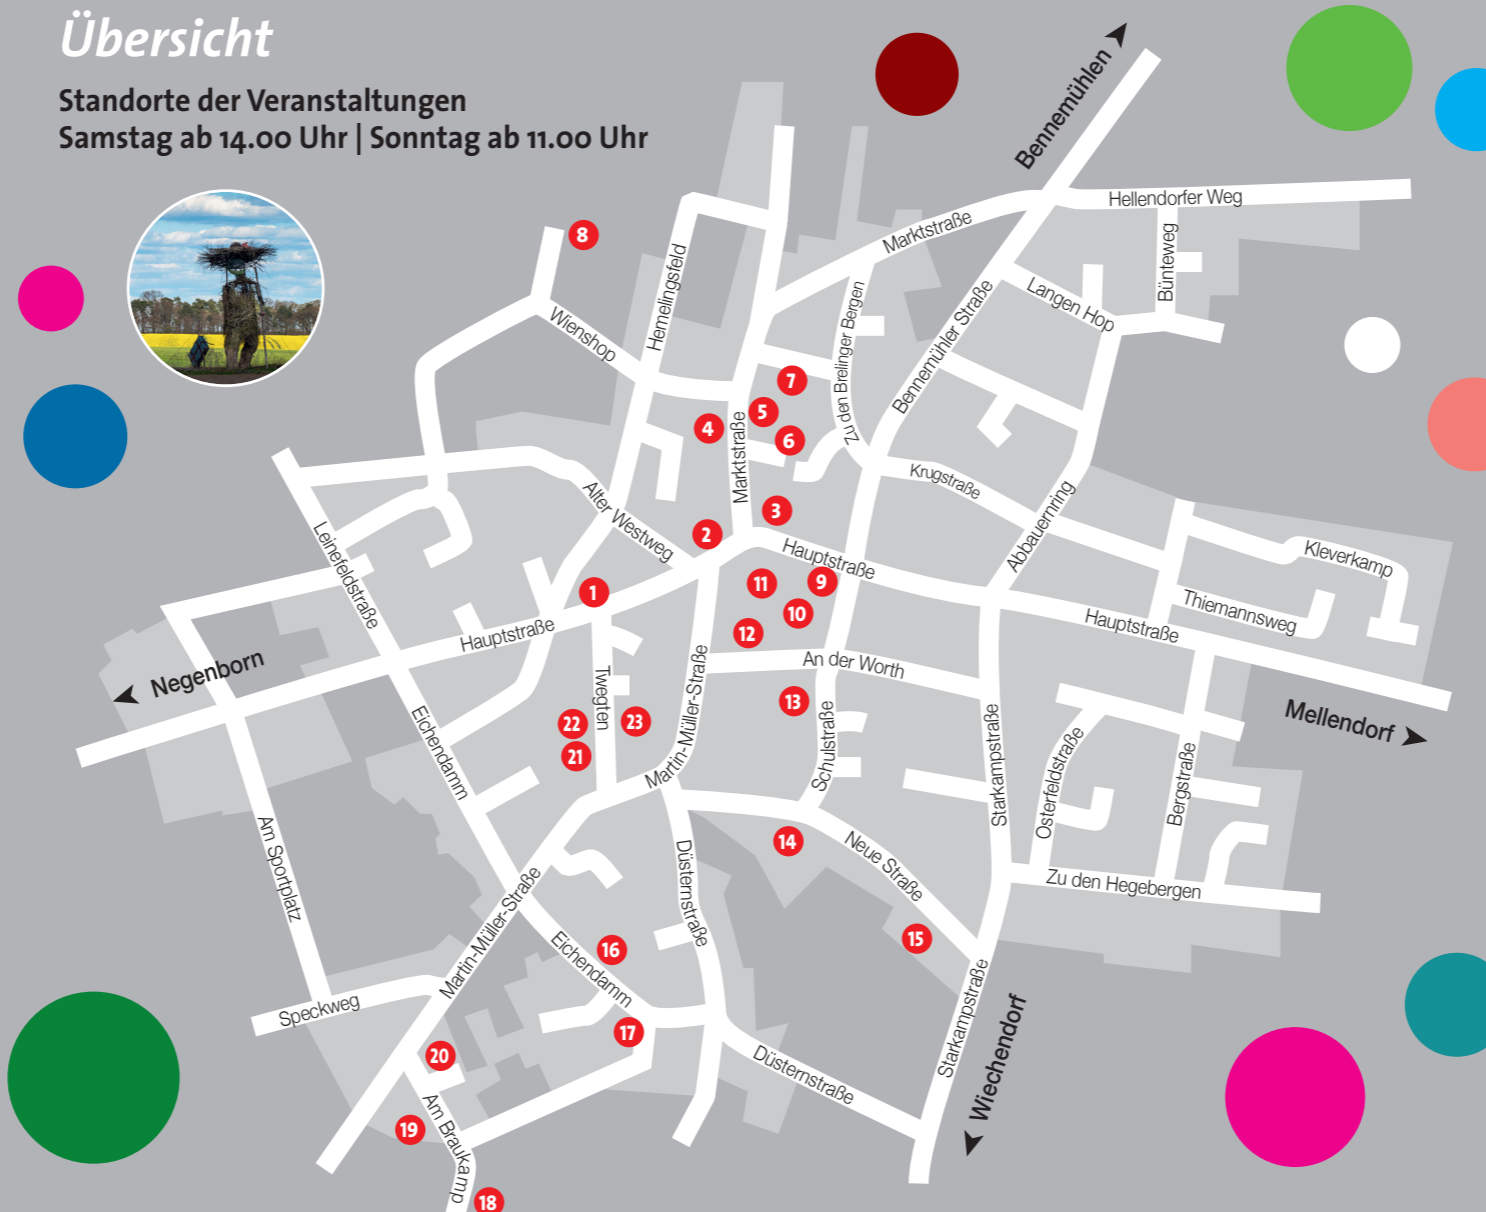 Übersicht
Standorte der Veranstaltungen
Samstag ab 14.00 Uhr | Sonntag ab 11.00 Uhr
Bennemühlen
Hellendorfer Weg
Marktstraße
Bünteweg
8
Hemelingsfeld
Langen Hop
Wienshop
Zu den Brelinger Bergen
Bennemühler Straße
7
5
4
6
Marktstraße
Krugstraße
Alter Westweg
3
2
Leinefeldstraße
Hauptstraße
Abbauernring
Kleverkamp
1
11
9
10
12
Thiemannsweg
Hauptstraße
Hauptstraße
Negenborn
An der Worth
Mellendorf
Twegten
Martin-Müller-Straße
13
22
23
21
Eichendamm
Schulstraße
Starkampstraße
Osterfeldstraße
Bergstraße
Am Sportplatz
14
Neue Straße
Düsternstraße
Zu den Hegebergen
Martin-Müller-Straße
15
16
Eichendamm
Speckweg
17
Starkampstraße
Wiechendorf
20
Düsternstraße
19
Am Braukamp
18